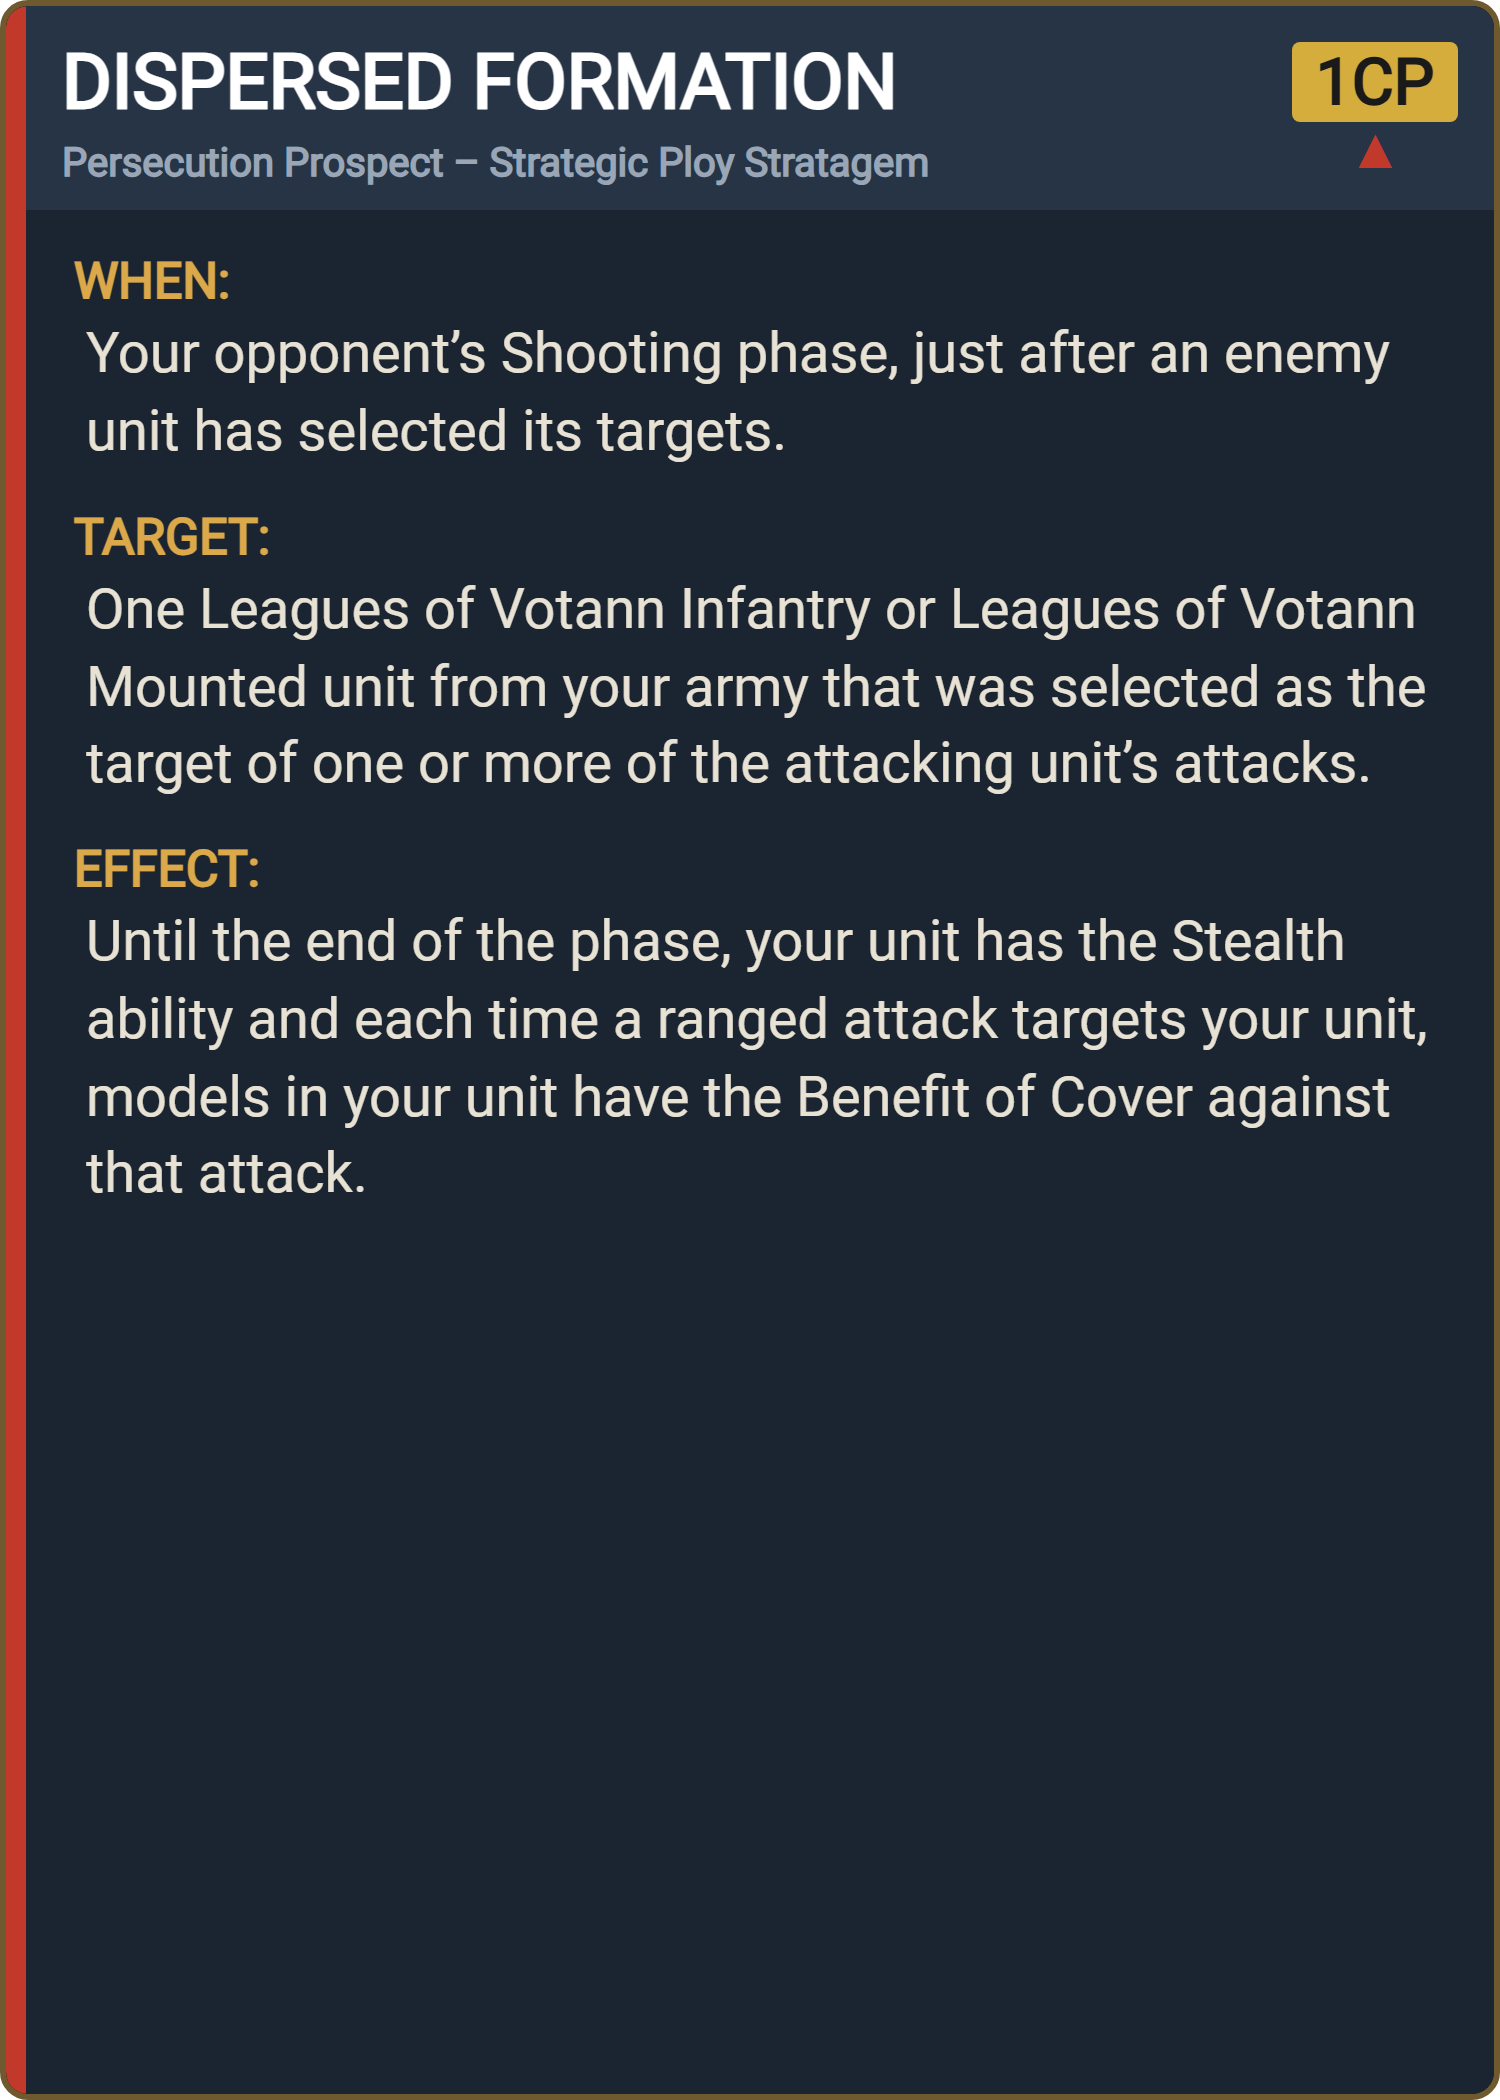 DISPERSED FORMATION
1CP
Persecution Prospect – Strategic Ploy Stratagem
WHEN:
Your opponent’s Shooting phase, just after an enemy
unit has selected its targets.
TARGET:
One Leagues of Votann Infantry or Leagues of Votann
Mounted unit from your army that was selected as the
target of one or more of the attacking unit’s attacks.
EFFECT:
Until the end of the phase, your unit has the Stealth
ability and each time a ranged attack targets your unit,
models in your unit have the Benefit of Cover against
that attack.